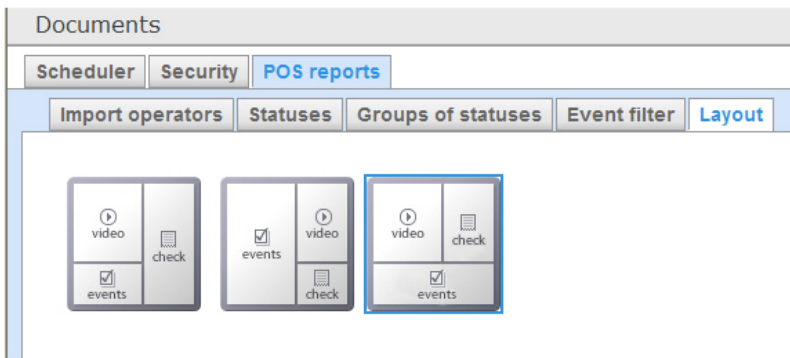 Documents
Scheduler Security POS reports
Import operators Statuses Groups of statuses Event filter Layout
video check events
events video check
video check events